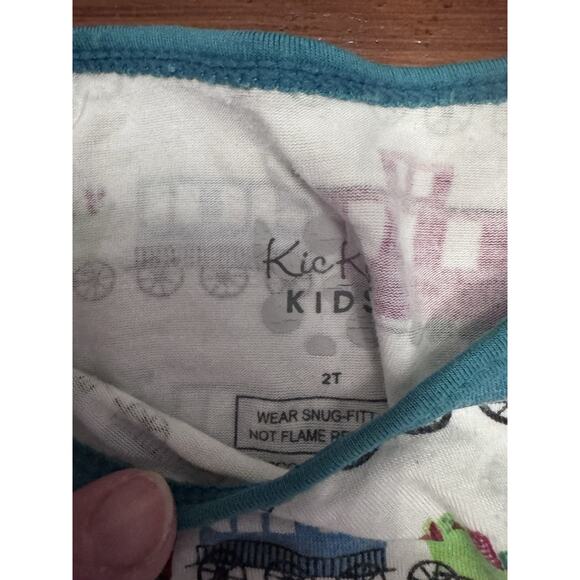 KIDS
2T
WEAR SNUG-FITT
NOT FLAME RE